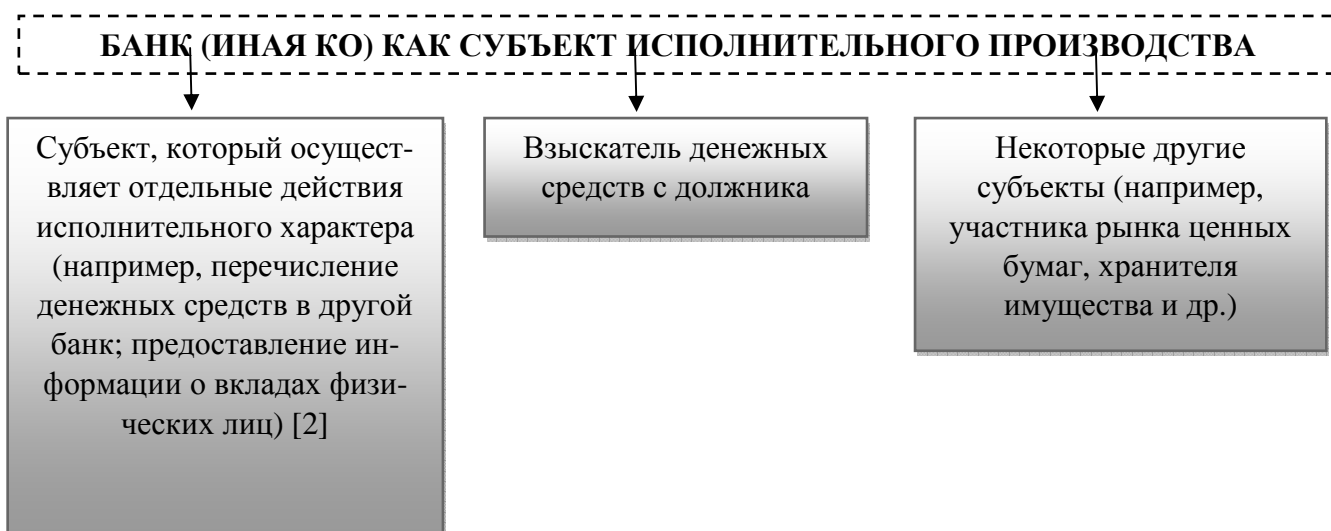 БАНК (ИНАЯ КО) КАК СУБЪЕКТ ИСПОЛНИТЕЛЬНОГО ПРОИЗВОДСТВА
Субъект, который осущест-
вляет отдельные действия
исполнительного характера
(например, перечисление
денежных средств в другой
банк; предоставление ин-
формации о вкладах физи-
ческих лиц) [2]
Взыскатель денежных
средств с должника
Некоторые другие
субъекты (например,
участника рынка ценных
бумаг, хранителя
имущества и др.)